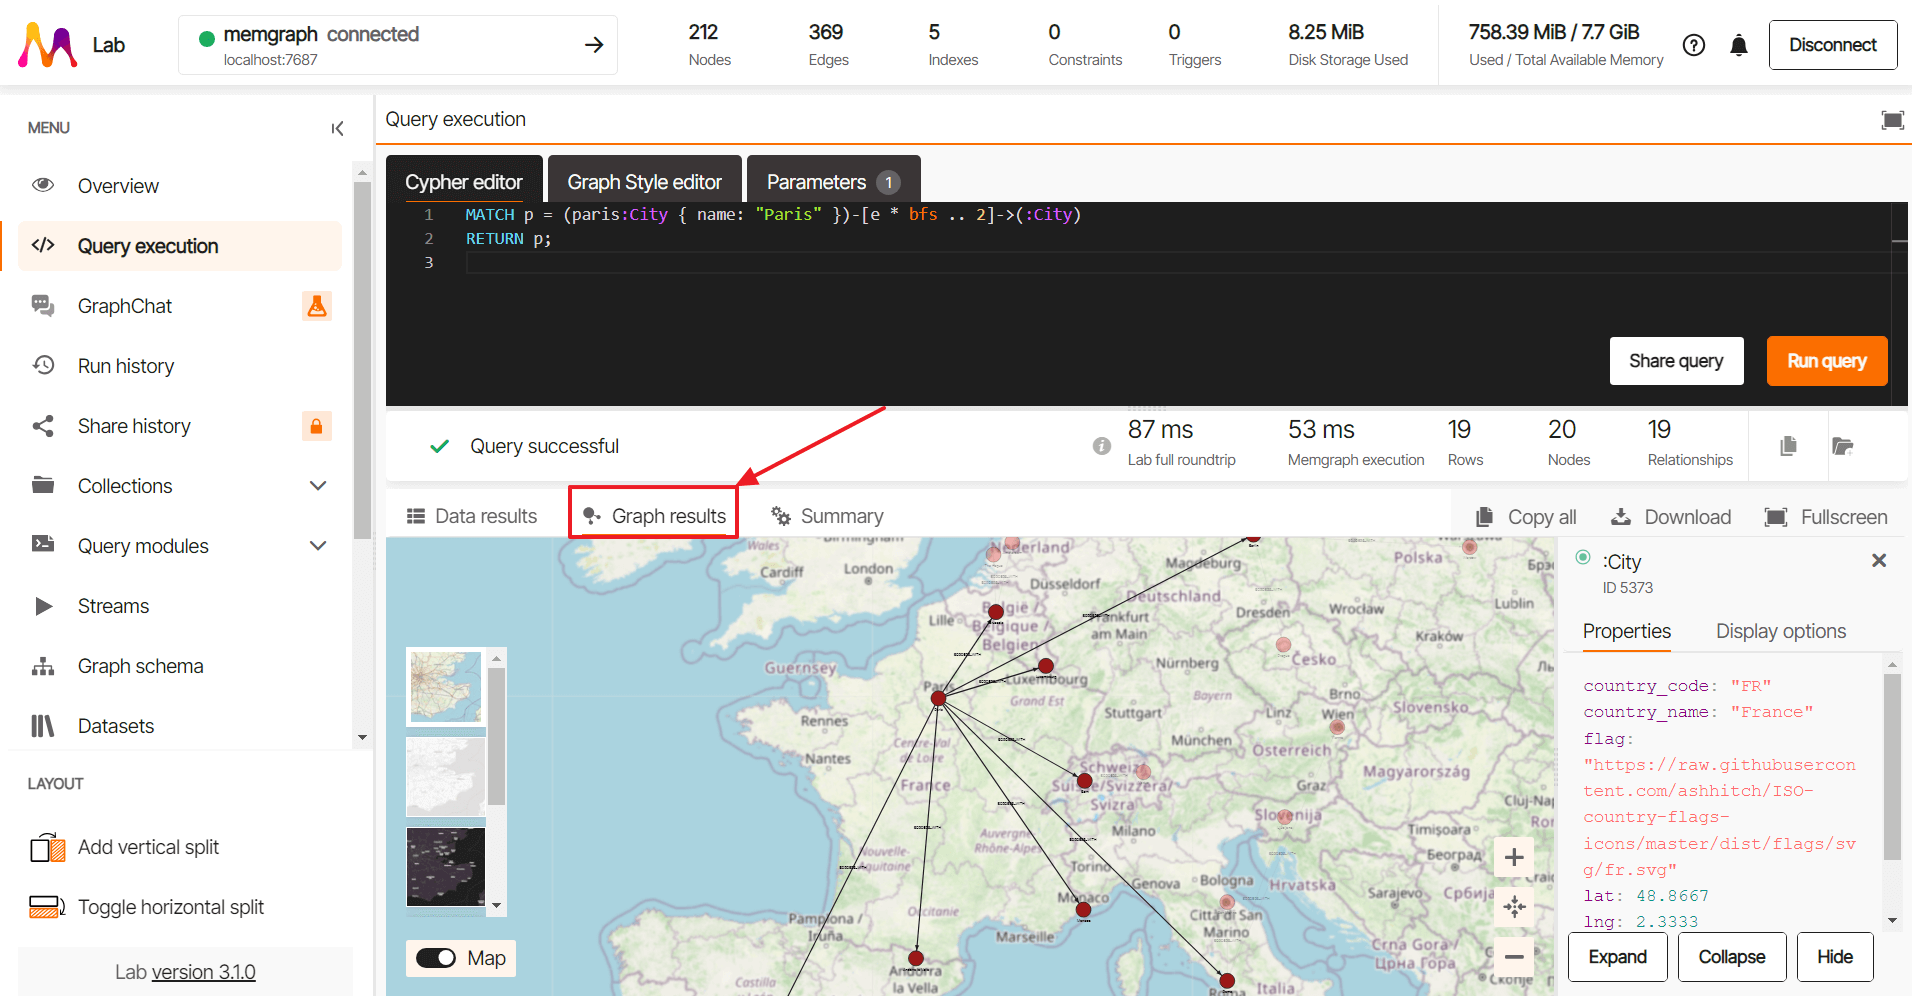 Lab
memgraph connected
localhost:7687
212
Nodes
369
Edges
5
Indexes
0
Constraints
0
Triggers
8.25 MiB
Disk Storage Used
758.39 MiB / 7.7 GiB
Used / Total Available Memory
Disconnect
MENU
Overview
Query execution
GraphChat
Run history
Share history
Collections
Query modules
Streams
Graph schema
Datasets
LAYOUT
Add vertical split
Toggle horizontal split
Lab version 3.1.0
Query execution
Cypher editor
Graph Style editor
Parameters 1
1 MATCH p = (paris:City { name: "Paris" })-[e * bfs .. 2]->(:City)
2 RETURN p;
3
Share query
Run query
Query successful
87 ms
Lab full roundtrip
53 ms
Memgraph execution
19
Rows
20
Nodes
19
Relationships
Data results
Graph results
Summary
Copy all
Download
Fullscreen
Wales
Birmingham
Cardiff
London
Guernsey
Nederland
Düsseldorf
Magdeburg
Polska
Deutschland
Dresden
Wrocław
Lublin
Lille
België /
Belgique /
Belgien
Frankfurt
am Main
Kraków
Luxembourg
Nürnberg
Česko
Paris
Grand Est
Bayern
Brno
Rennes
Stuttgart
Linz
Wien
Slovensko
Centre-Val
de Loire
München
Österreich
Nantes
France
Schweiz/
Suisse/Svizzera/
Svizra
Graz
Magyarország
Cluj-Nap
Slovenija
Auvergne-
Rhône-Alpes
Milano
Timișoara
Nouvelle-
Aquitaine
Torino
Београд
Genova
Bologna
Hrvatska
Monaco
Sarajevo
Pamplona /
Iruña
Occitanie
Città di San
Marino
Marseille
Crna Gora /
Црна Гора
Andorra
la Vella
Castilla
Roma
Italia
Скопје
Map
:City
ID 5373
Properties
Display options
country_code: "FR"
country_name: "France"
flag:
"https://raw.githubusercon
tent.com/ashhitch/ISO-
country-flags-
icons/master/dist/flags/sv
g/fr.svg"
lat: 48.8667
lng: 2.3333
Expand
Collapse
Hide